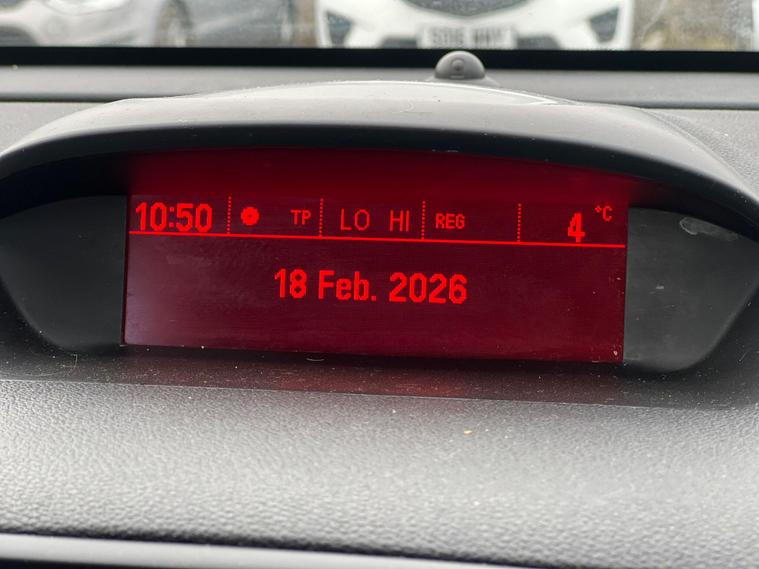 10:50 TP LO HI REG 4 °C
18 Feb. 2026